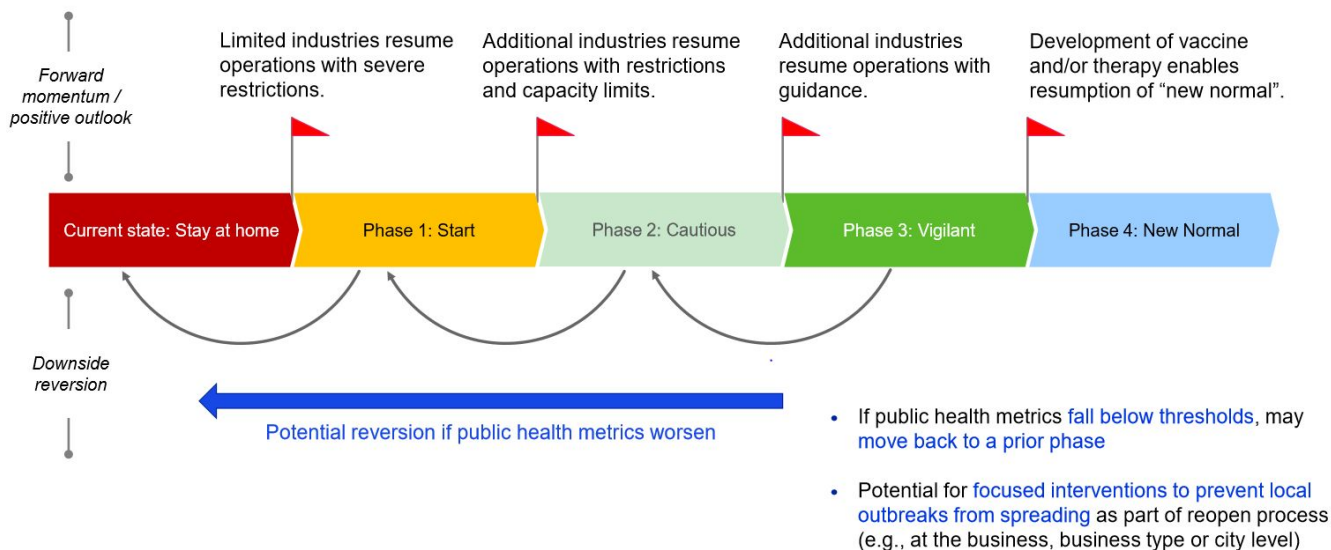 Forward
momentum /
positive outlook
Limited industries resume
operations with severe
restrictions.
Additional industries resume
operations with restrictions
and capacity limits.
Additional industries
resume operations with
guidance.
Development of vaccine
and/or therapy enables
resumption of “new normal”.
Current state: Stay at home
Phase 1: Start
Phase 2: Cautious
Phase 3: Vigilant
Phase 4: New Normal
Downside
reversion
Potential reversion if public health metrics worsen
• If public health metrics fall below thresholds, may
move back to a prior phase
• Potential for focused interventions to prevent local
outbreaks from spreading as part of reopen process
(e.g., at the business, business type or city level)